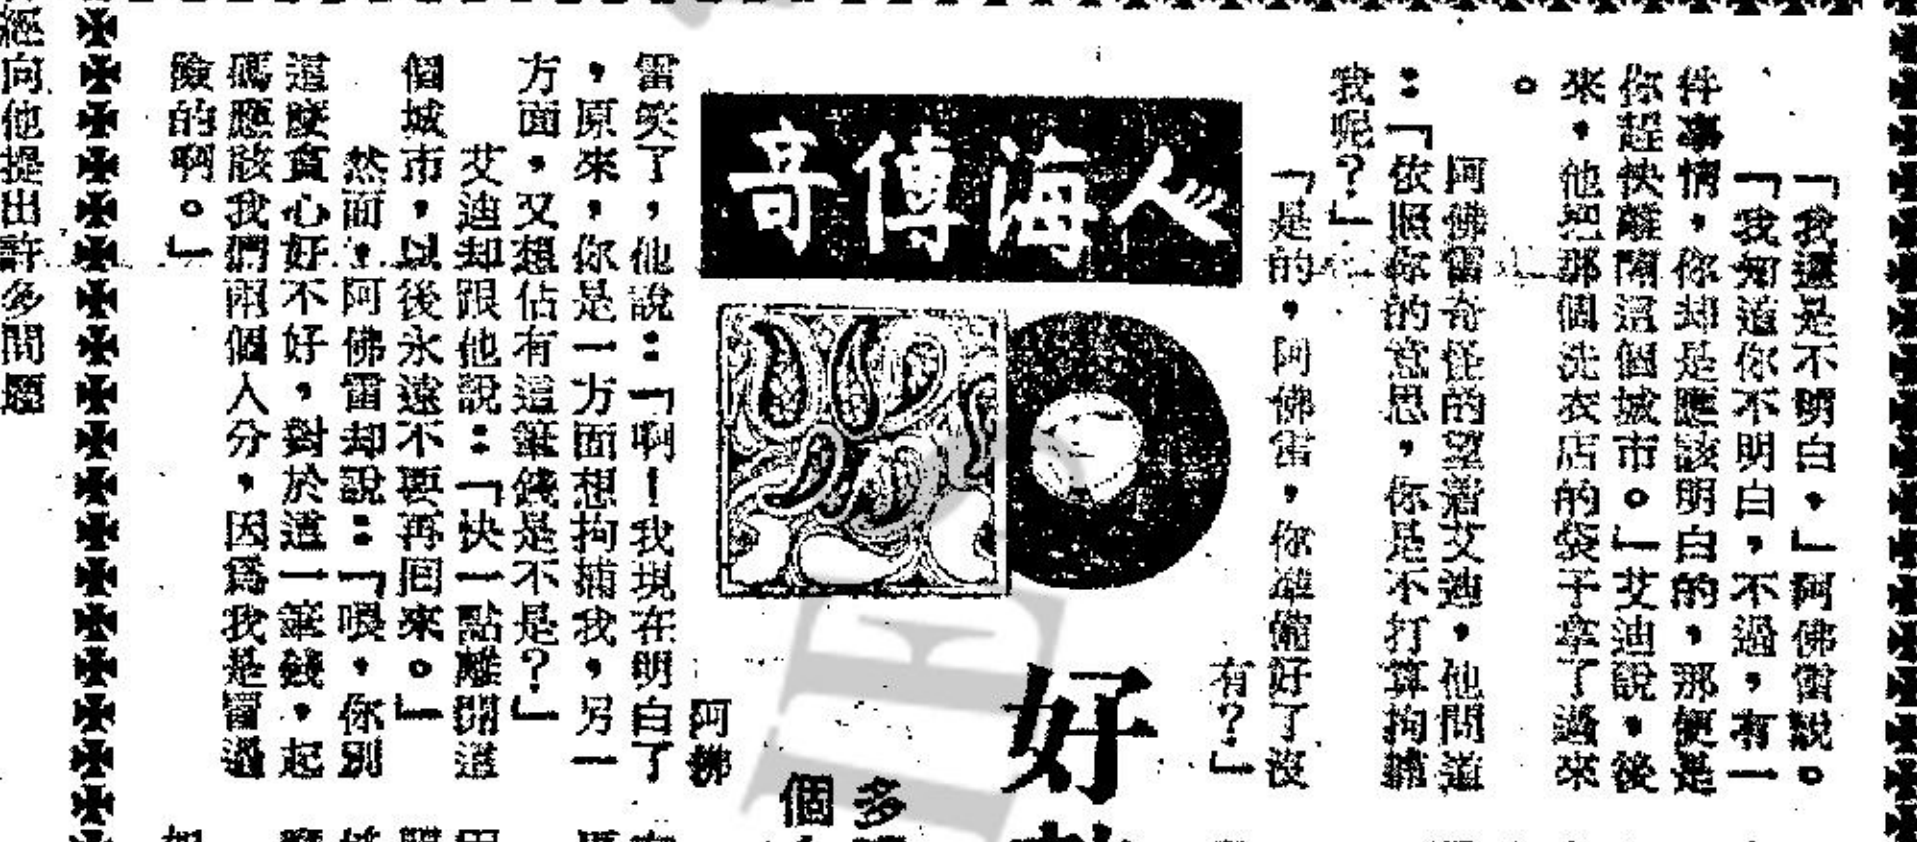 「我還是不明白，」阿佛雷說。
「我知道你不明白，不過，有一
件事情，你却是應該明白的，那便是
你趕快離開這個城市。」艾迪說，後
來，他把那個洗衣店的袋子拿了過來
。
阿佛雷奇怪的望着艾迪，他問道
：「依照你的意思，你是不打算拘捕
我呢？」
「是的，阿佛雷，你準備好了沒
有？」
人海傳奇
好
多
個
阿佛
雷笑了，他說：「啊！我現在明白了
，原來，你是一方面想拘捕我，另一
方面，又想佔有這筆錢是不是？」
艾迪却跟他說：「快一點離開這
個城市，以後永遠不要再回來。」
然而，阿佛雷却說：「喂，你別
這麼貪心好不好，對於這一筆錢，起
碼應該我們兩個人分，因為我是冒過
險的啊。」
經向他提出許多問題